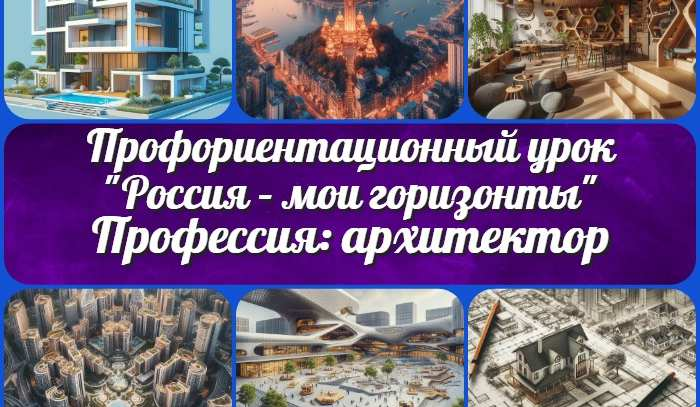 Профориентационный урок
"Россия – мои горизонты"
Профессия: архитектор